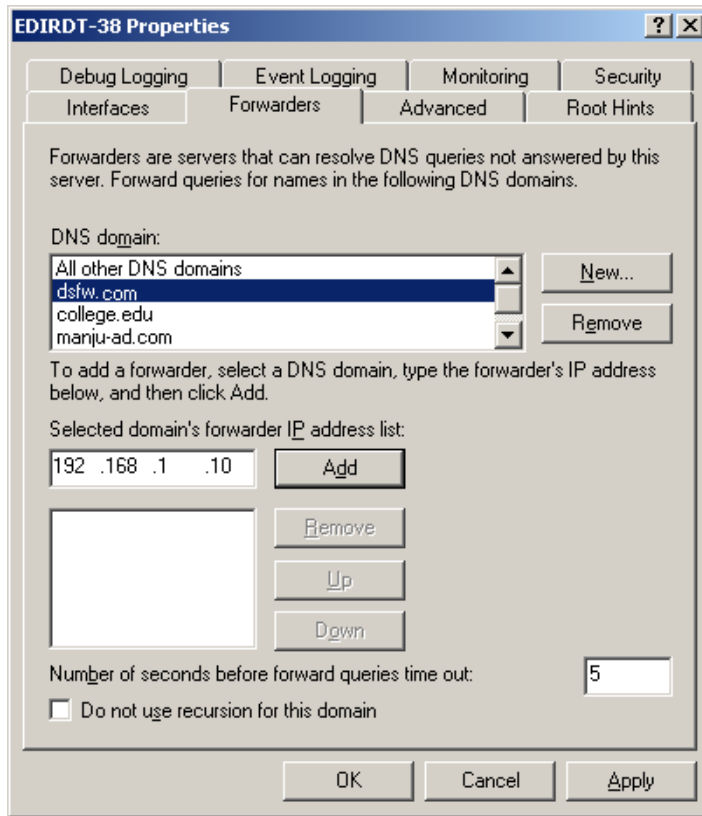 EDIRDT-38 Properties
Debug Logging Event Logging Monitoring Security
Interfaces Forwarders Advanced Root Hints
Forwarders are servers that can resolve DNS queries not answered by this
server. Forward queries for names in the following DNS domains.
DNS domain:
All other DNS domains
dsfw.com
college.edu
manju-ad.com
New...
Remove
To add a forwarder, select a DNS domain, type the forwarder's IP address
below, and then click Add.
Selected domain's forwarder IP address list:
192 .168 .1 .10
Add
Remove
Up
Down
Number of seconds before forward queries time out:
5
Do not use recursion for this domain
OK Cancel Apply